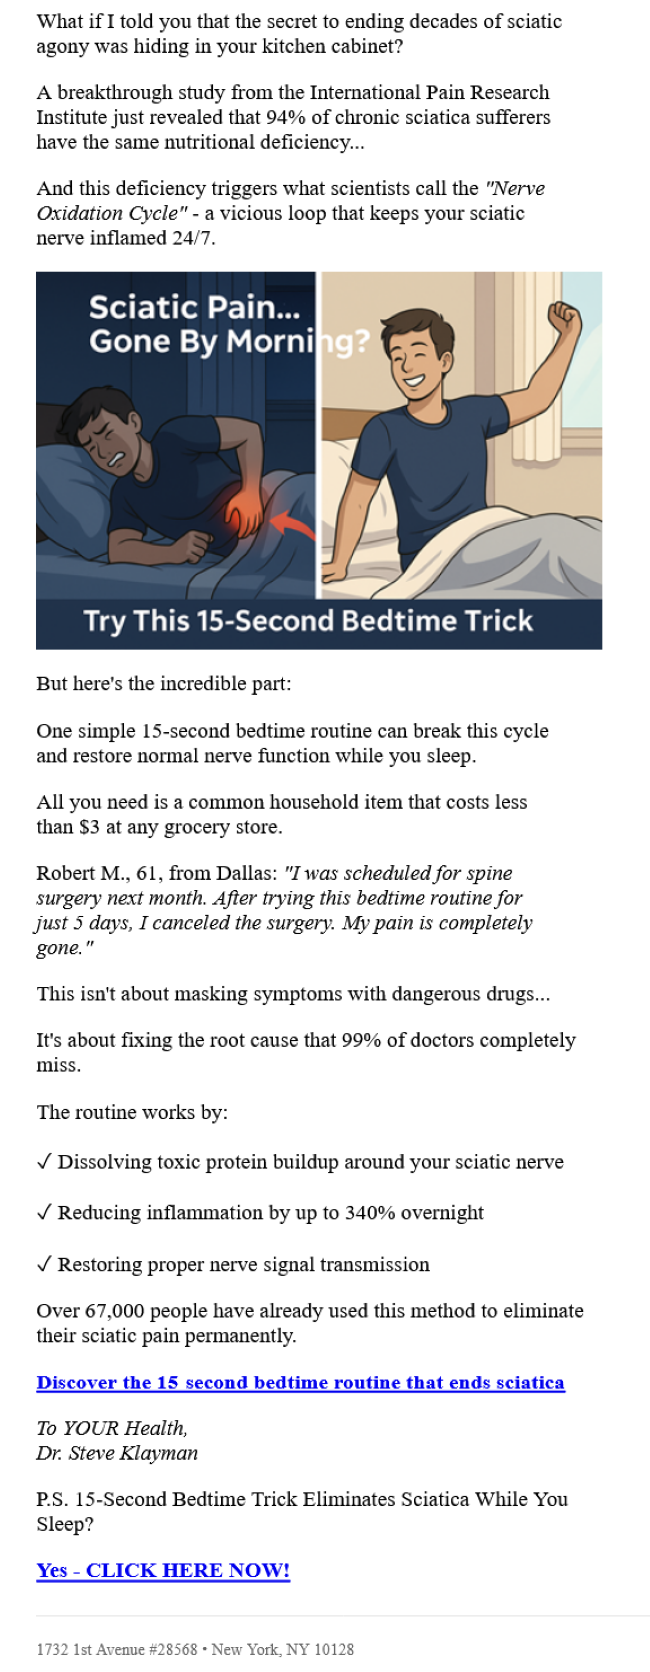 What if I told you that the secret to ending decades of sciatic
agony was hiding in your kitchen cabinet?
A breakthrough study from the International Pain Research
Institute just revealed that 94% of chronic sciatica sufferers
have the same nutritional deficiency...
And this deficiency triggers what scientists call the "Nerve
Oxidation Cycle" - a vicious loop that keeps your sciatic
nerve inflamed 24/7.
Sciatic Pain...
Gone By Morning?
Try This 15-Second Bedtime Trick
But here's the incredible part:
One simple 15-second bedtime routine can break this cycle
and restore normal nerve function while you sleep.
All you need is a common household item that costs less
than $3 at any grocery store.
Robert M., 61, from Dallas: "I was scheduled for spine
surgery next month. After trying this bedtime routine for
just 5 days, I canceled the surgery. My pain is completely
gone."
This isn't about masking symptoms with dangerous drugs...
It's about fixing the root cause that 99% of doctors completely
miss.
The routine works by:
✓ Dissolving toxic protein buildup around your sciatic nerve
✓ Reducing inflammation by up to 340% overnight
✓ Restoring proper nerve signal transmission
Over 67,000 people have already used this method to eliminate
their sciatic pain permanently.
Discover the 15 second bedtime routine that ends sciatica
To YOUR Health,
Dr. Steve Klayman
P.S. 15-Second Bedtime Trick Eliminates Sciatica While You
Sleep?
Yes - CLICK HERE NOW!
1732 1st Avenue #28568 • New York, NY 10128